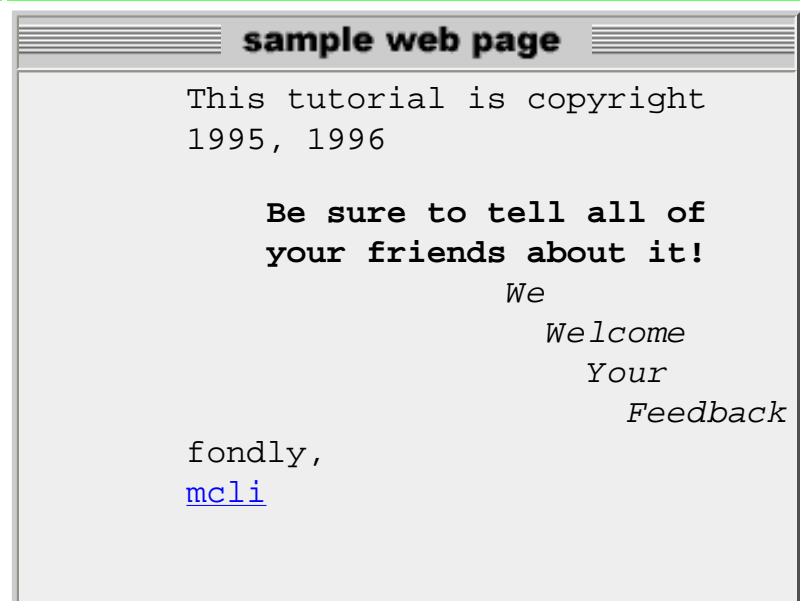 sample web page
This tutorial is copyright
1995, 1996
Be sure to tell all of
your friends about it!
We
Welcome
Your
Feedback
fondly,
mcli